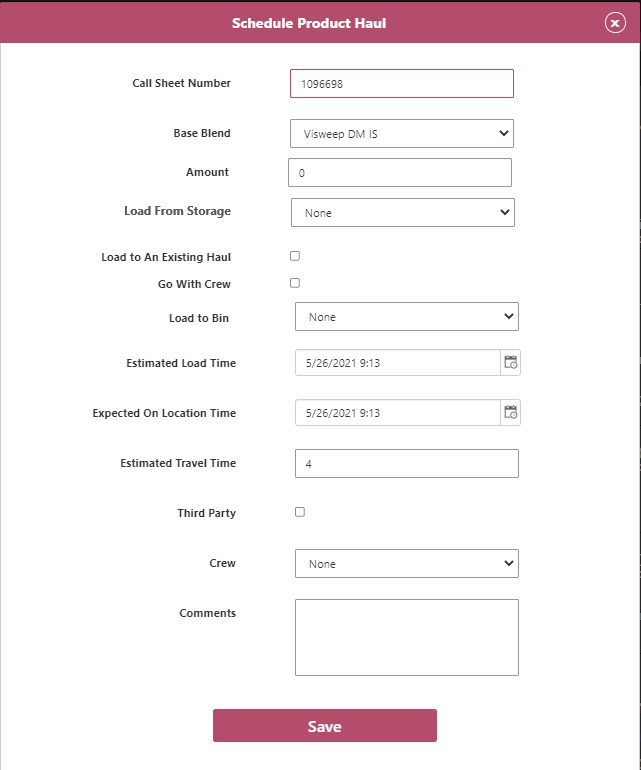 Schedule Product Haul
Call Sheet Number 1096698
Base Blend Visweep DM IS
Amount 0
Load From Storage None
Load to An Existing Haul
Go With Crew
Load to Bin None
Estimated Load Time 5/26/2021 9:13
Expected On Location Time 5/26/2021 9:13
Estimated Travel Time 4
Third Party
Crew None
Comments
Save